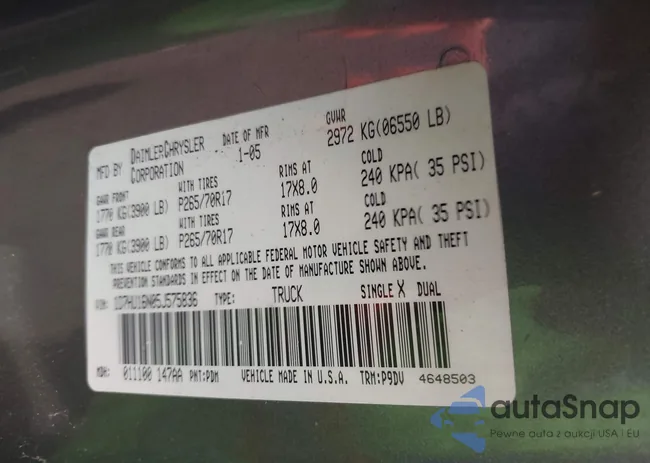 MFD BY DAIMLERCHRYSLER CORPORATION DATE OF MFR 1-05 GVWR 2972 KG(06550 LB)
GAWR FRONT WITH TIRES RIMS AT COLD
1770 KG(3900 LB) P265/70R17 17X8.0 240 KPA( 35 PSI)
GAWR REAR WITH TIRES RIMS AT COLD
1770 KG(3900 LB) P265/70R17 17X8.0 240 KPA( 35 PSI)
THIS VEHICLE CONFORMS TO ALL APPLICABLE FEDERAL MOTOR VEHICLE SAFETY AND THEFT
PREVENTION STANDARDS IN EFFECT ON THE DATE OF MANUFACTURE SHOWN ABOVE.
VIN: 1D7HU16N05J575836 TYPE: TRUCK SINGLE X DUAL
MDH: 011100 147AA PNT:PDM VEHICLE MADE IN U.S.A. TRM:P9DV 4648503
autaSnap
Pewne auta z aukcji USA i EU